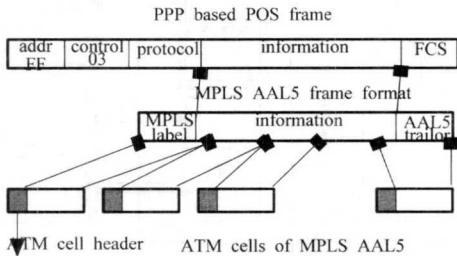 PPP based POS frame
addr FF control 03 protocol information FCS
MPLS AAL5 frame format
MPLS label information AAL5 trailor
ATM cell header ATM cells of MPLS AAL5